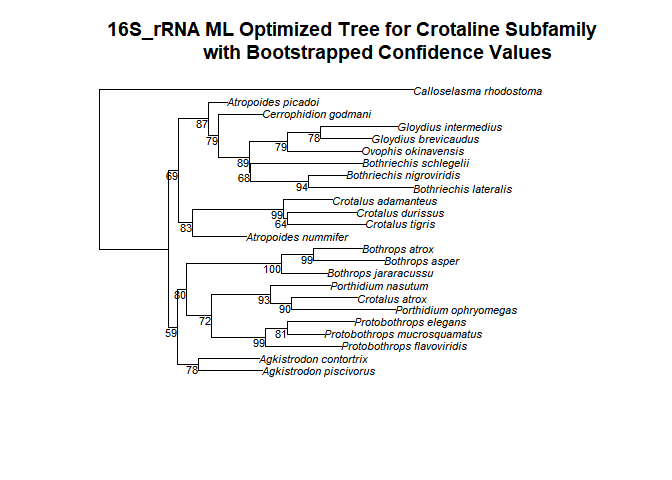 16S_rRNA ML Optimized Tree for Crotaline Subfamily
with Bootstrapped Confidence Values
Calloselasma rhodostoma
Atropoides picadoi
Cerrophidion godmani
87
Gloydius intermedius
79
78
Gloydius brevicaudus
79
Ovophis okinavensis
89
Bothriechis schlegelii
69
68
Bothriechis nigroviridis
94
Bothriechis lateralis
Crotalus adamanteus
99
Crotalus durissus
64
Crotalus tigris
83
Atropoides nummifer
Bothrops atrox
99
Bothrops asper
100
Bothrops jararacussu
Porthidium nasutum
80
93
Crotalus atrox
90
Porthidium ophryomegas
72
Protobothrops elegans
59
81
Protobothrops mucrosquamatus
99
Protobothrops flavoviridis
Agkistrodon contortrix
78
Agkistrodon piscivorus